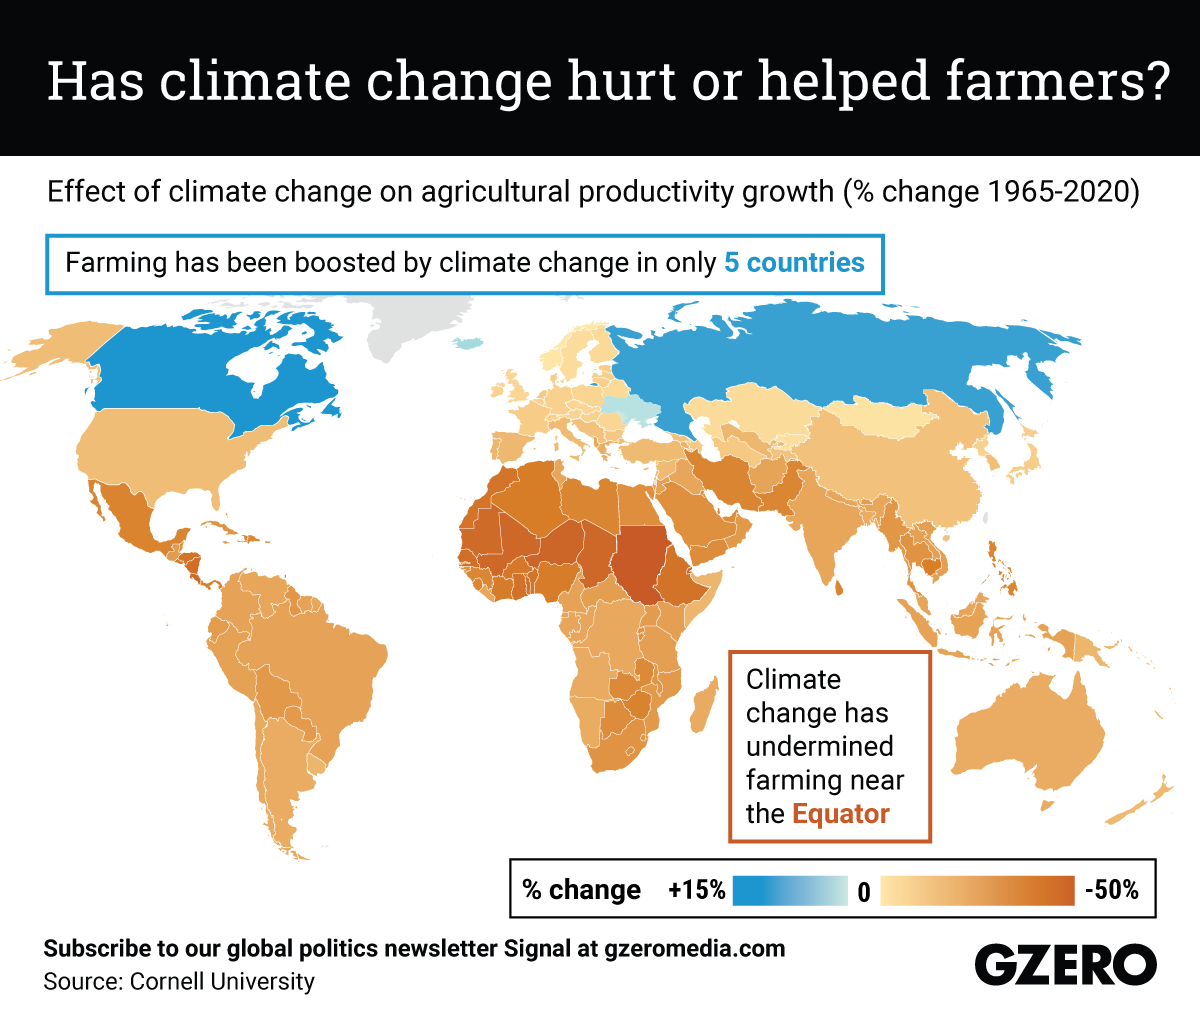 Has climate change hurt or helped farmers?
Effect of climate change on agricultural productivity growth (% change 1965-2020)
Farming has been boosted by climate change in only 5 countries
Climate
change has
undermined
farming near
the Equator
% change +15% 0 -50%
Subscribe to our global politics newsletter Signal at gzeromedia.com
Source: Cornell University
GZERO